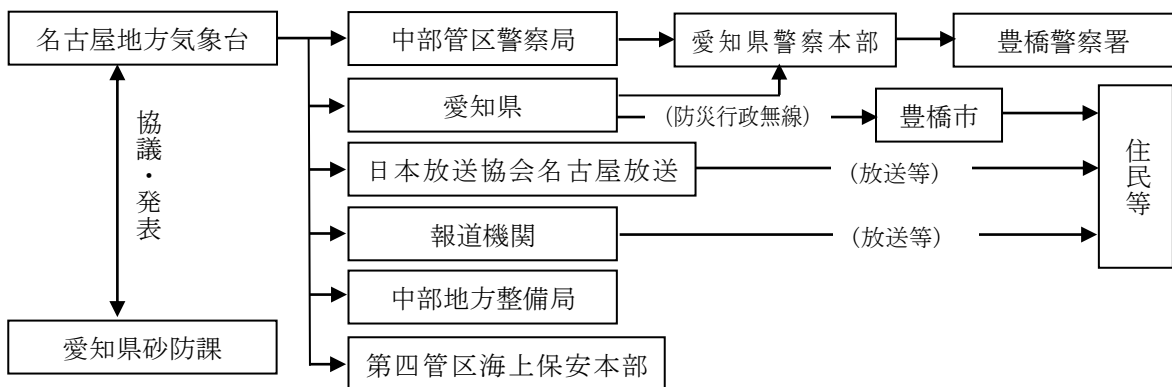 名古屋地方気象台
中部管区警察局
愛知県警察本部
豊橋警察署
愛知県
(防災行政無線)
豊橋市
協議・発表
日本放送協会名古屋放送
(放送等)
住民等
報道機関
(放送等)
中部地方整備局
愛知県砂防課
第四管区海上保安本部